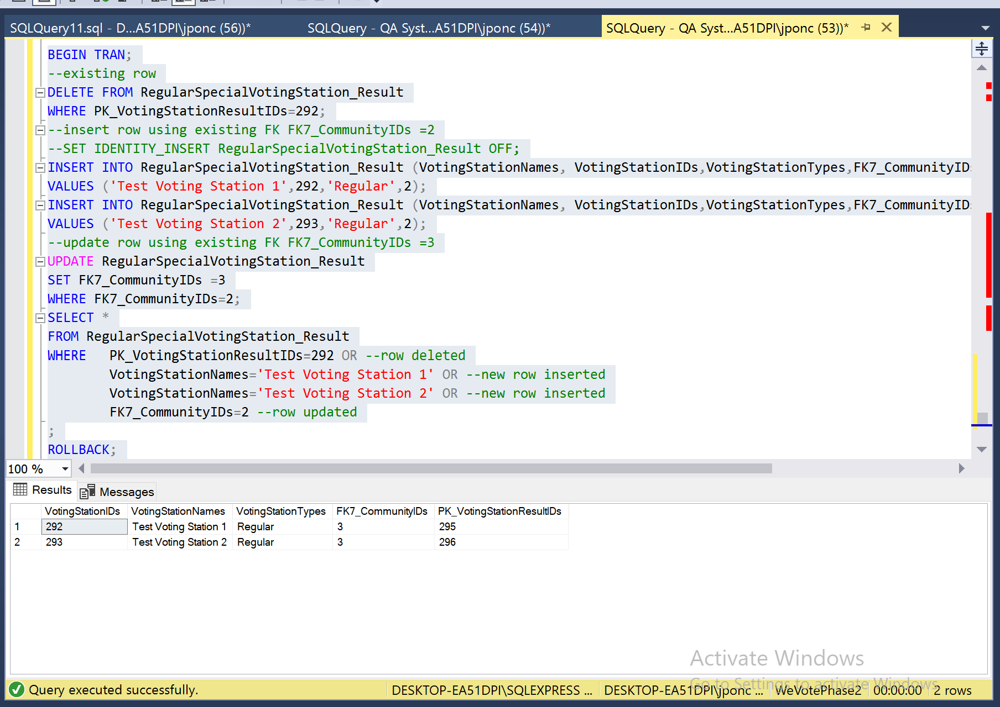 SQLQuery11.sql - D...A51DPI\jponc (56))*
SQLQuery - QA Syst...A51DPI\jponc (54))*
SQLQuery - QA Syst...A51DPI\jponc (53))*
BEGIN TRAN;
--existing row
DELETE FROM RegularSpecialVotingStation_Result
WHERE PK_VotingStationResultIDs=292;
--insert row using existing FK FK7_CommunityIDs =2
--SET IDENTITY_INSERT RegularSpecialVotingStation_Result OFF;
INSERT INTO RegularSpecialVotingStation_Result (VotingStationNames, VotingStationIDs,VotingStationTypes,FK7_CommunityIDs
VALUES ('Test Voting Station 1',292,'Regular',2);
INSERT INTO RegularSpecialVotingStation_Result (VotingStationNames, VotingStationIDs,VotingStationTypes,FK7_CommunityIDs
VALUES ('Test Voting Station 2',293,'Regular',2);
--update row using existing FK FK7_CommunityIDs =3
UPDATE RegularSpecialVotingStation_Result
SET FK7_CommunityIDs =3
WHERE FK7_CommunityIDs=2;
SELECT *
FROM RegularSpecialVotingStation_Result
WHERE   PK_VotingStationResultIDs=292 OR --row deleted
        VotingStationNames='Test Voting Station 1' OR --new row inserted
        VotingStationNames='Test Voting Station 2' OR --new row inserted
        FK7_CommunityIDs=2 --row updated
;
ROLLBACK;
100 %
Results Messages
VotingStationIDs VotingStationNames VotingStationTypes FK7_CommunityIDs PK_VotingStationResultIDs
1 292 Test Voting Station 1 Regular 3 295
2 293 Test Voting Station 2 Regular 3 296
Activate Windows
Go to Settings to activate Windows.
Query executed successfully. DESKTOP-EA51DPI\SQLEXPRESS ... DESKTOP-EA51DPI\jponc ... WeVotePhase2 00:00:00 2 rows